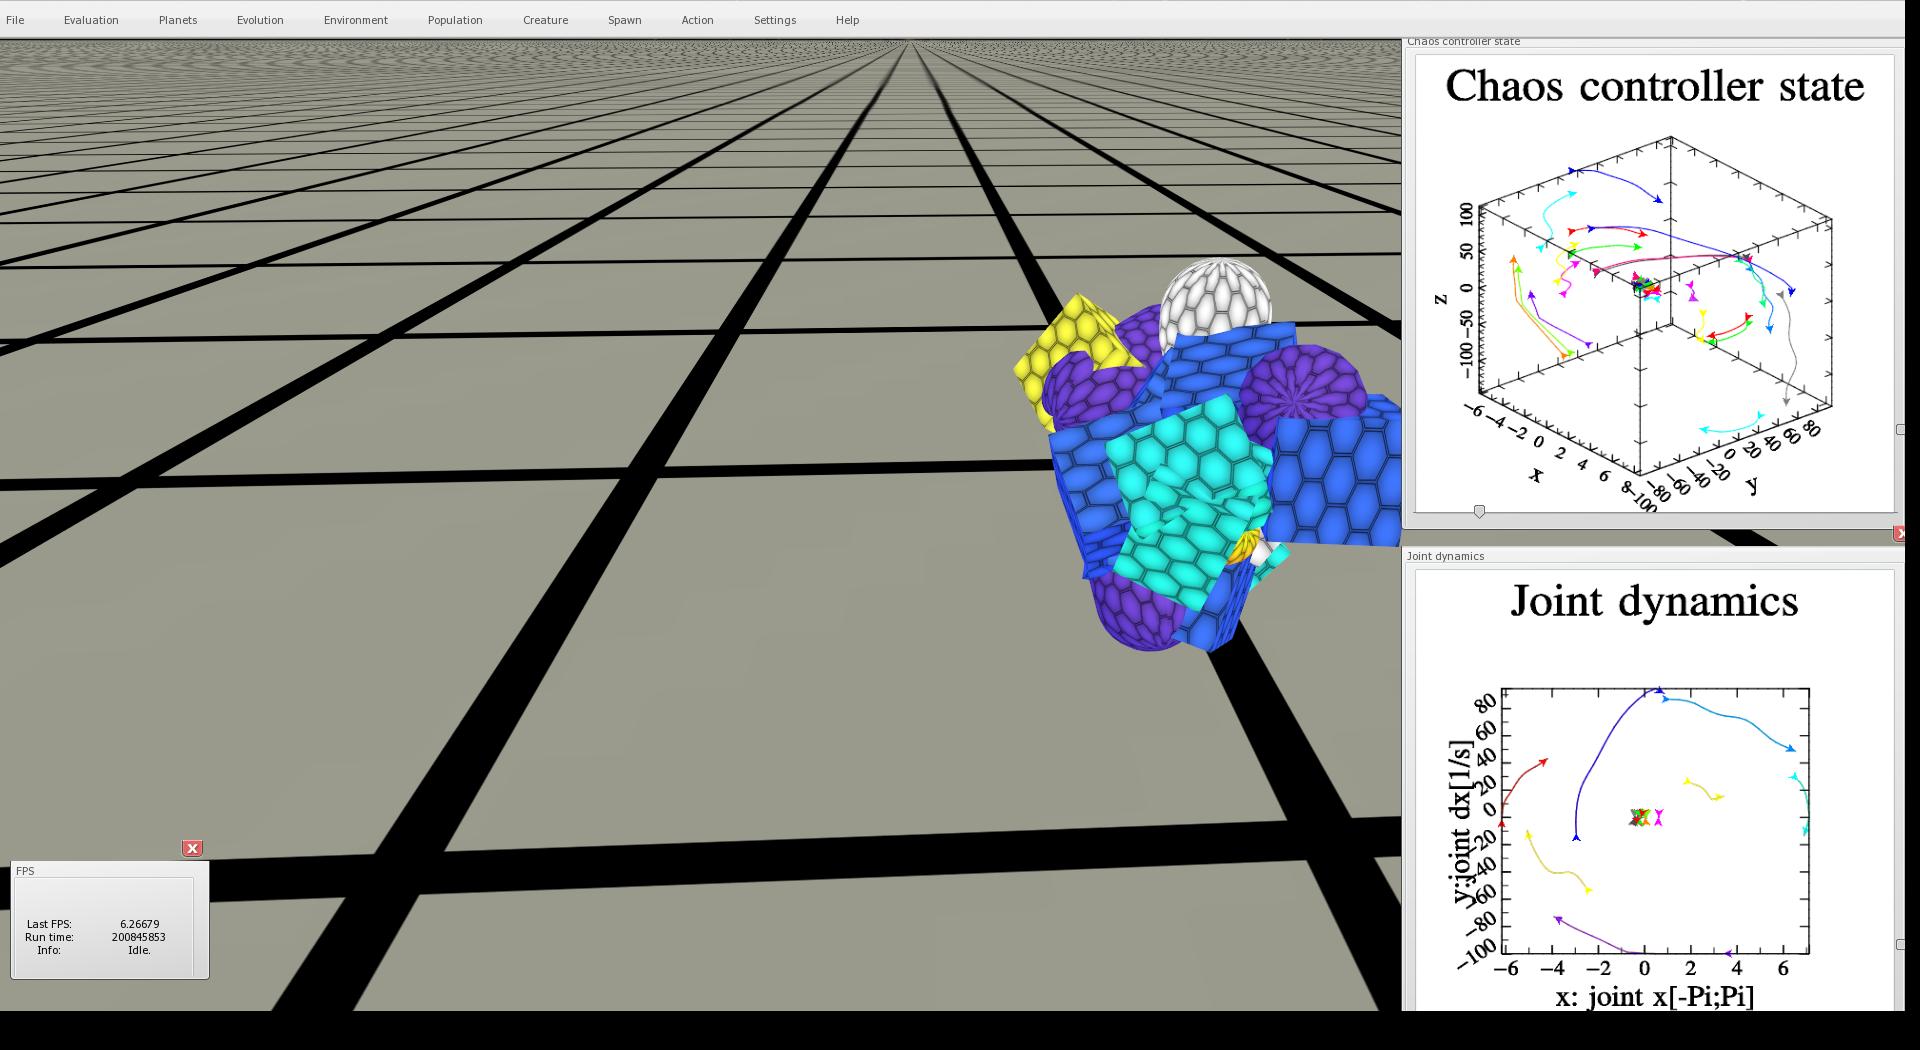 File Evaluation Planets Evolution Environment Population Creature Spawn Action Settings Help
Chaos controller state
Chaos controller state
100
50
0
−50
−100
z
−6 −4 −2 0 2 4 6 8
x
−100 −80 −60 −40 −20 0 20 40 60 80
y
Joint dynamics
Joint dynamics
80
60
40
20
0
−20
−40
−60
−80
−100
y:joint dx[1/s]
−6 −4 −2 0 2 4 6
x: joint x[-Pi;Pi]
FPS
Last FPS: 6.26679
Run time: 200845853
Info: Idle.